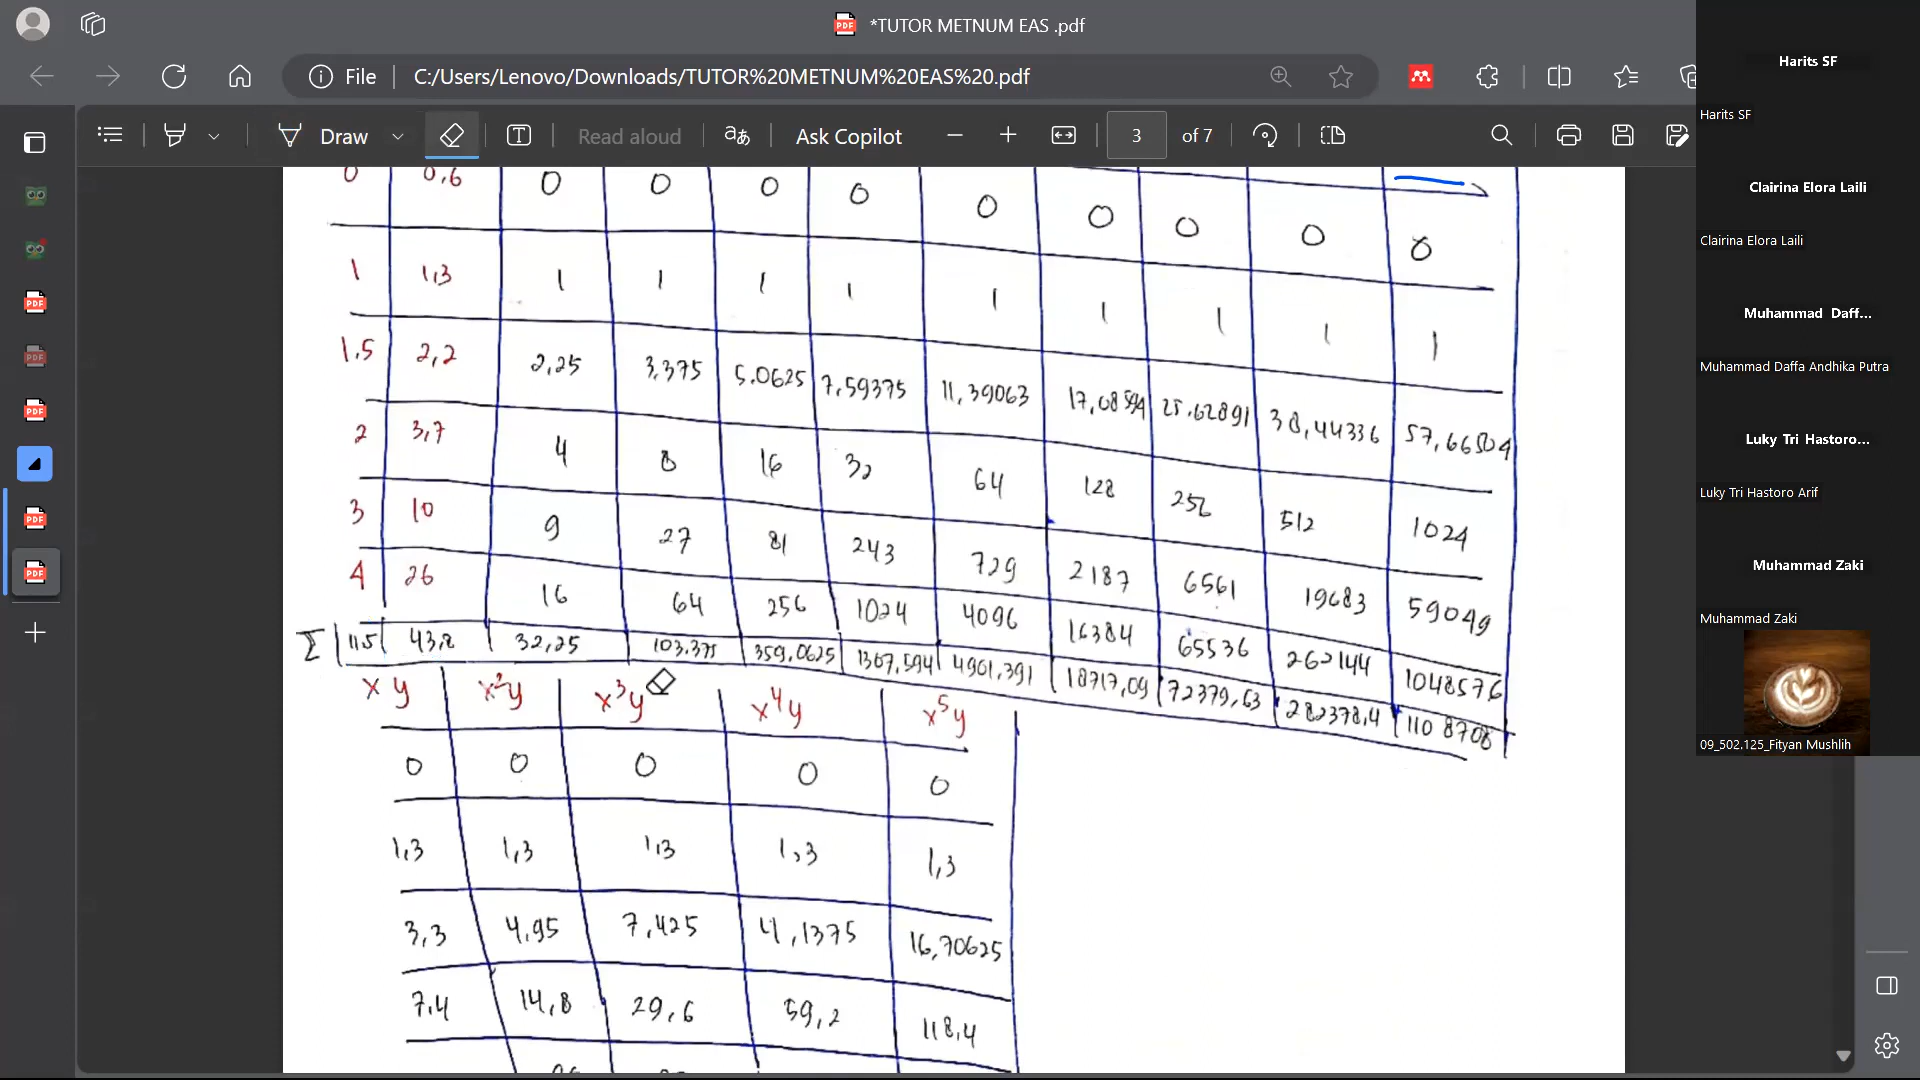 *TUTOR METNUM EAS .pdf
File C:/Users/Lenovo/Downloads/TUTOR%20METNUM%20EAS%20.pdf
Draw Read aloud aあ Ask Copilot 3 of 7
0 0,6 0 0 0 0 0 0 0 0 0
1 1,3 1 1 1 1 1 1 1 1 1
1,5 2,2 2,25 3,375 5.0625 7,59375 11,39063 17,08594 25,62891 38,44336 57,66504
2 3,7 4 8 16 32 64 128 256 512 1024
3 10 9 27 81 243 729 2187 6561 19683 59049
4 26 16 64 256 1024 4096 16384 65536 262144 1048576
Σ 11,5 43,8 32,25 103,375 359,0625 1307,594 4901,391 18717,09 72379,63 282378,4 1108708
xy x²y x³y x⁴y x⁵y
0 0 0 0 0
1,3 1,3 1,3 1,3 1,3
3,3 4,95 7,425 11,1375 16,70625
7,4 14,8 29,6 59,2 118,4
Harits SF
Harits SF
Clairina Elora Laili
Clairina Elora Laili
Muhammad Daff...
Muhammad Daffa Andhika Putra
Luky Tri Hastoro...
Luky Tri Hastoro Arif
Muhammad Zaki
Muhammad Zaki
09_502.125_Fityan Mushlih